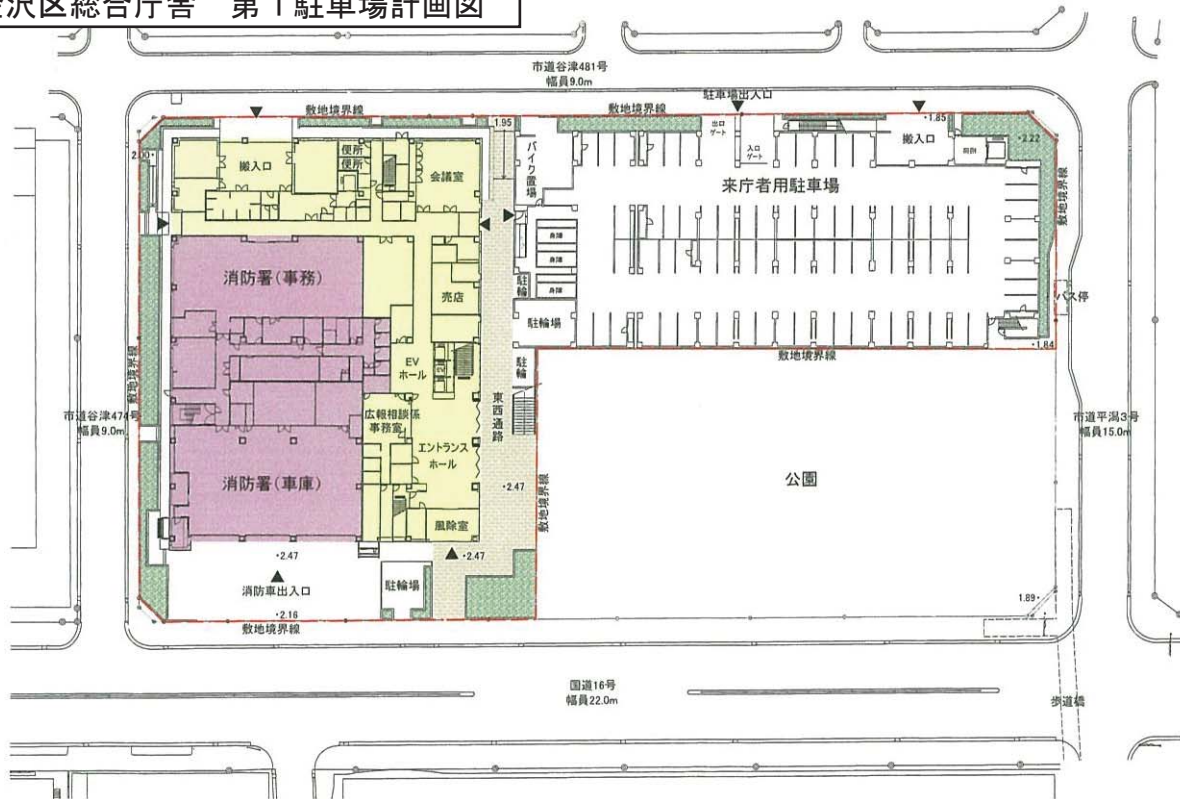 沢区総合庁舎 第1駐車場計画図
市道谷津481号
幅員9.0m
敷地境界線
敷地境界線
駐車場出入口
1.95
出口
ゲート
入口
ゲート
・1.85
搬入口
・2.22
搬入口
便所
便所
会議室
バイク置場
来庁者用駐車場
敷地境界線
消防署(事務)
売店
身障
身障
身障
駐輪
駐輪場
バス停
・1.84
敷地境界線
敷地境界線
EV
ホール
駐輪
市道谷津474号
幅員9.0m
広報相談係
事務室
東西通路
市道平潟3号
幅員15.0m
エントランス
ホール
消防署(車庫)
・2.47
敷地境界線
公園
風除室
・2.47
・2.47
消防車出入口
駐輪場
・2.16
敷地境界線
1.89・
国道16号
幅員22.0m
歩道橋